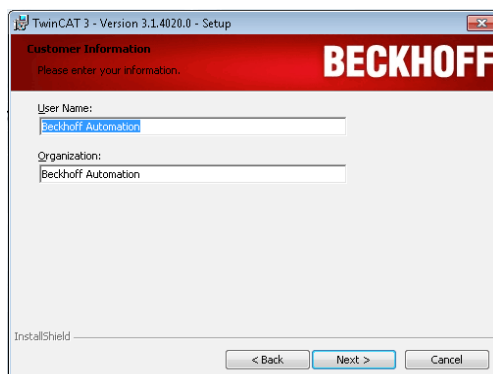 TwinCAT 3 - Version 3.1.4020.0 - Setup
Customer Information
Please enter your information.
BECKHOFF
User Name:
Beckhoff Automation
Organization:
Beckhoff Automation
InstallShield
< Back
Next >
Cancel